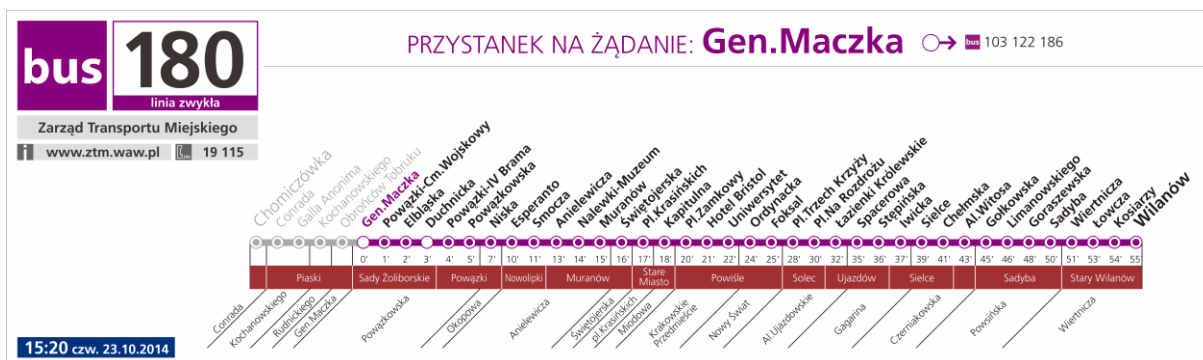 bus
180
linia zwykła
Zarząd Transportu Miejskiego
i www.ztm.waw.pl 19 115
PRZYSTANEK NA ŻĄDANIE: Gen.Maczka
bus 103 122 186
Chomiczówka
Conrada
Galla Anonima
Kochanowskiego
Obrońców Tobruku
Gen.Maczka
Powązki-Cm.Wojskowy
Elbląska
Duchnicka
Powązki-IV Brama
Powązkowska
Niska
Esperanto
Smocza
Anielewicza
Nalewki-Muzeum
Muranów
Świętojerska
Pl.Krasińskich
Kapitulna
Pl.Zamkowy
Hotel Bristol
Uniwersytet
Ordynacka
Foksal
Pl.Trzech Krzyży
Pl.Na Rozdrożu
Łazienki Królewskie
Spacerowa
Stępińska
Iwicka
Sielce
Chełmska
Al.Witosa
Gołkowska
Limanowskiego
Goraszewska
Sadyba
Wiertnicza
Łowcza
Kosiarzy
Wilanów
0' 1' 2' 3' 4' 5' 7' 10' 11' 13' 14' 15' 16' 17' 18' 20' 21' 22' 24' 25' 28' 30' 32' 35' 36' 37' 39' 41' 43' 45' 46' 48' 50' 51' 53' 54' 55'
Piaski Sady Żoliborskie Powązki Nowolipki Muranów Stare Miasto Powiśle Solec Ujazdów Sielce Sadyba Stary Wilanów
Conrada
Kochanowskiego
Rudnickiego
Gen.Maczka
Powązkowska
Okopowa
Anielewicza
Świętojerska
pl.Krasińskich
Miodowa
Krakowskie Przedmieście
Nowy Świat
Al.Ujazdowskie
Gagarina
Czerniakowska
Powsińska
Wiertnicza
15:20 czw. 23.10.2014